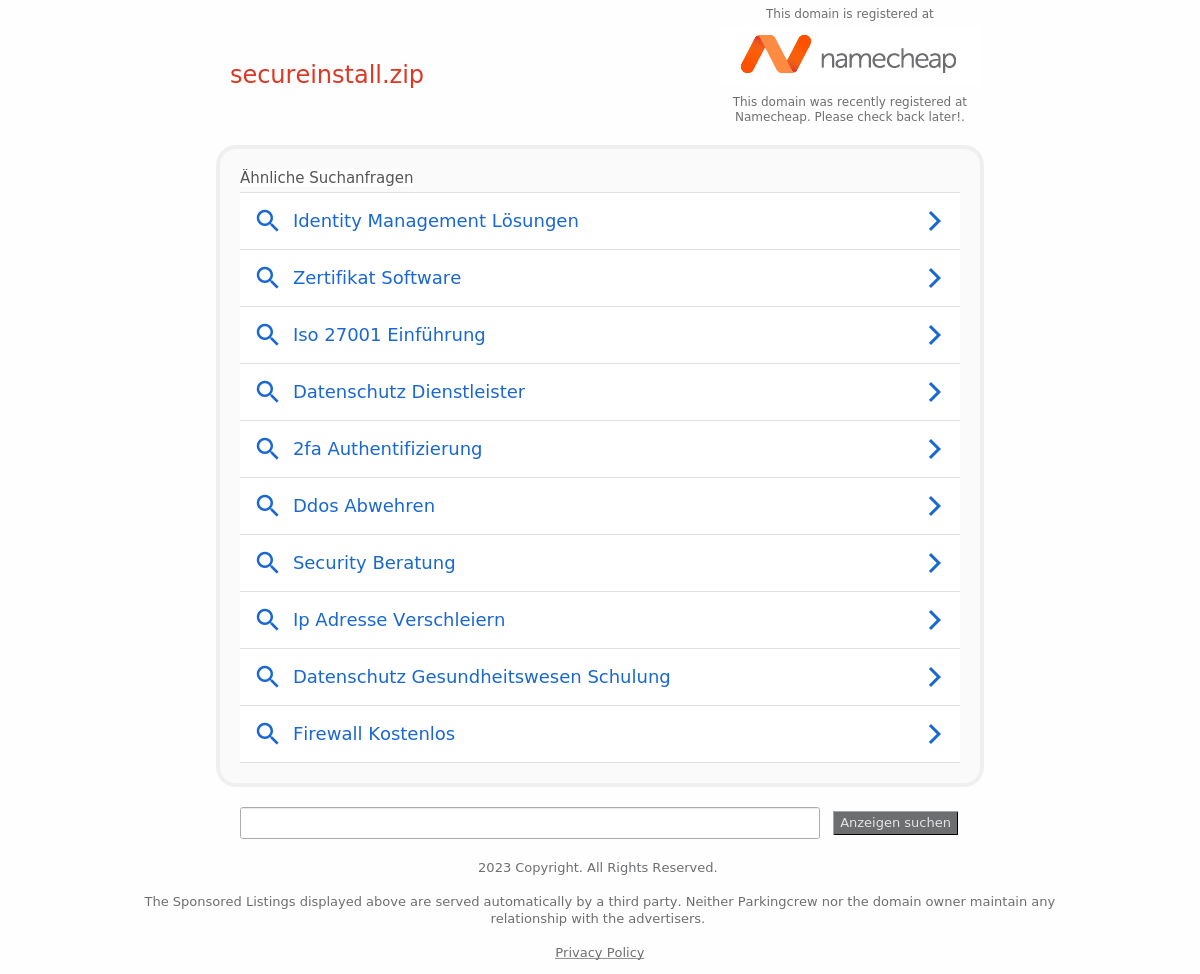 This domain is registered at
namecheap
secureinstall.zip
This domain was recently registered at
Namecheap. Please check back later!.
Ähnliche Suchanfragen
Identity Management Lösungen
Zertifikat Software
Iso 27001 Einführung
Datenschutz Dienstleister
2fa Authentifizierung
Ddos Abwehren
Security Beratung
Ip Adresse Verschleiern
Datenschutz Gesundheitswesen Schulung
Firewall Kostenlos
Anzeigen suchen
2023 Copyright. All Rights Reserved.
The Sponsored Listings displayed above are served automatically by a third party. Neither Parkingcrew nor the domain owner maintain any
relationship with the advertisers.
Privacy Policy